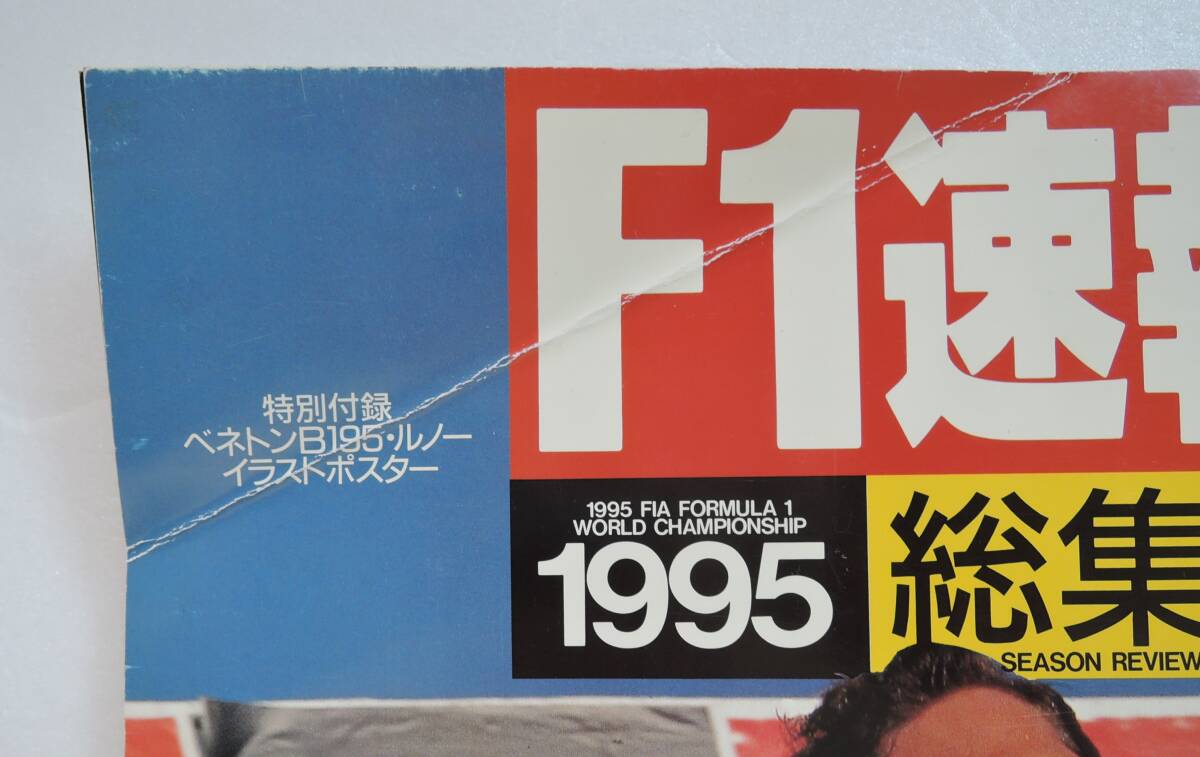 F1速報
特別付録
ベネトンB195・ルノー
イラストポスター
1995 FIA FORMULA 1
WORLD CHAMPIONSHIP
1995
総集
SEASON REVIEW